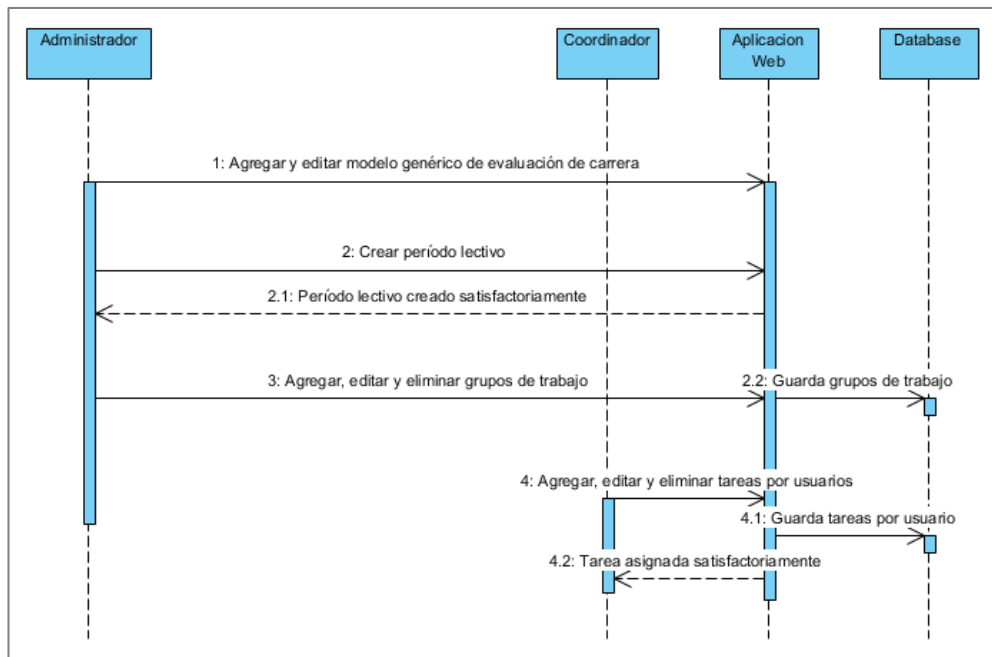 Administrador
Coordinador
Aplicacion
Web
Database
1: Agregar y editar modelo genérico de evaluación de carrera
2: Crear período lectivo
2.1: Período lectivo creado satisfactoriamente
3: Agregar, editar y eliminar grupos de trabajo
2.2: Guarda grupos de trabajo
4: Agregar, editar y eliminar tareas por usuarios
4.1: Guarda tareas por usuario
4.2: Tarea asignada satisfactoriamente